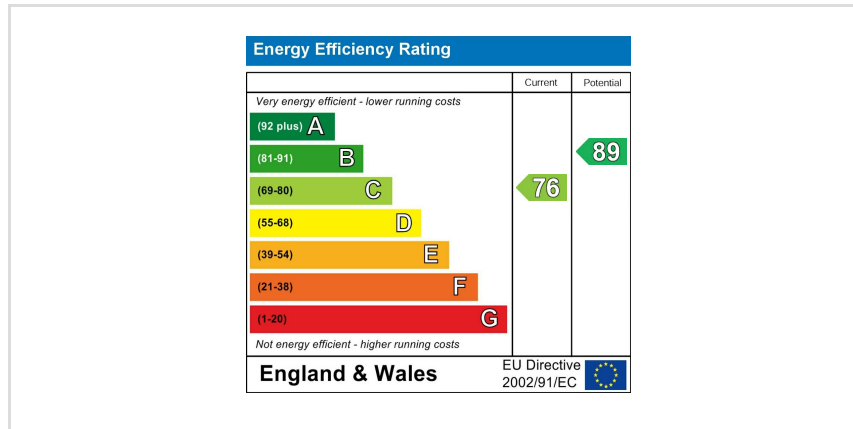 Energy Efficiency Rating
Current Potential
Very energy efficient - lower running costs
(92 plus) A
(81-91) B
89
(69-80) C
76
(55-68) D
(39-54) E
(21-38) F
(1-20) G
Not energy efficient - higher running costs
England & Wales
EU Directive
2002/91/EC